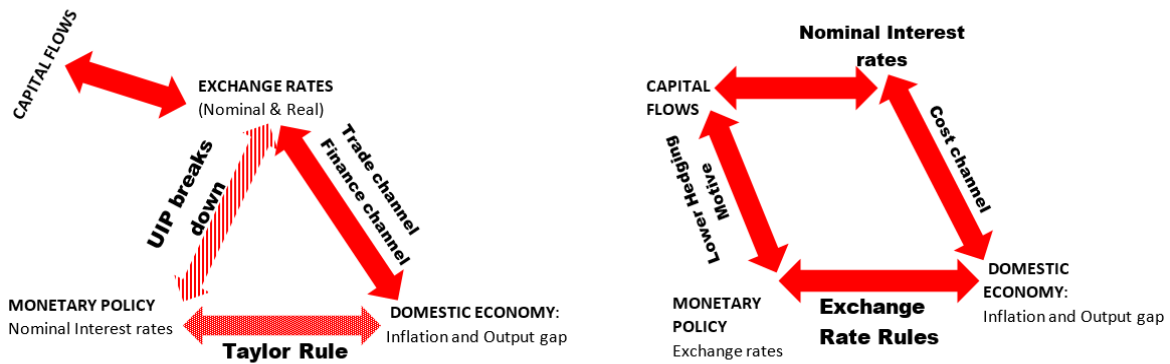 CAPITAL FLOWS
EXCHANGE RATES
(Nominal & Real)
UIP breaks
down
Trade channel
Finance channel
MONETARY POLICY
Nominal Interest rates
Taylor Rule
DOMESTIC ECONOMY:
Inflation and Output gap
Nominal Interest
rates
CAPITAL
FLOWS
Lower Hedging
Motive
Cost channel
MONETARY
POLICY
Exchange rates
Exchange
Rate Rules
DOMESTIC
ECONOMY:
Inflation and Output gap